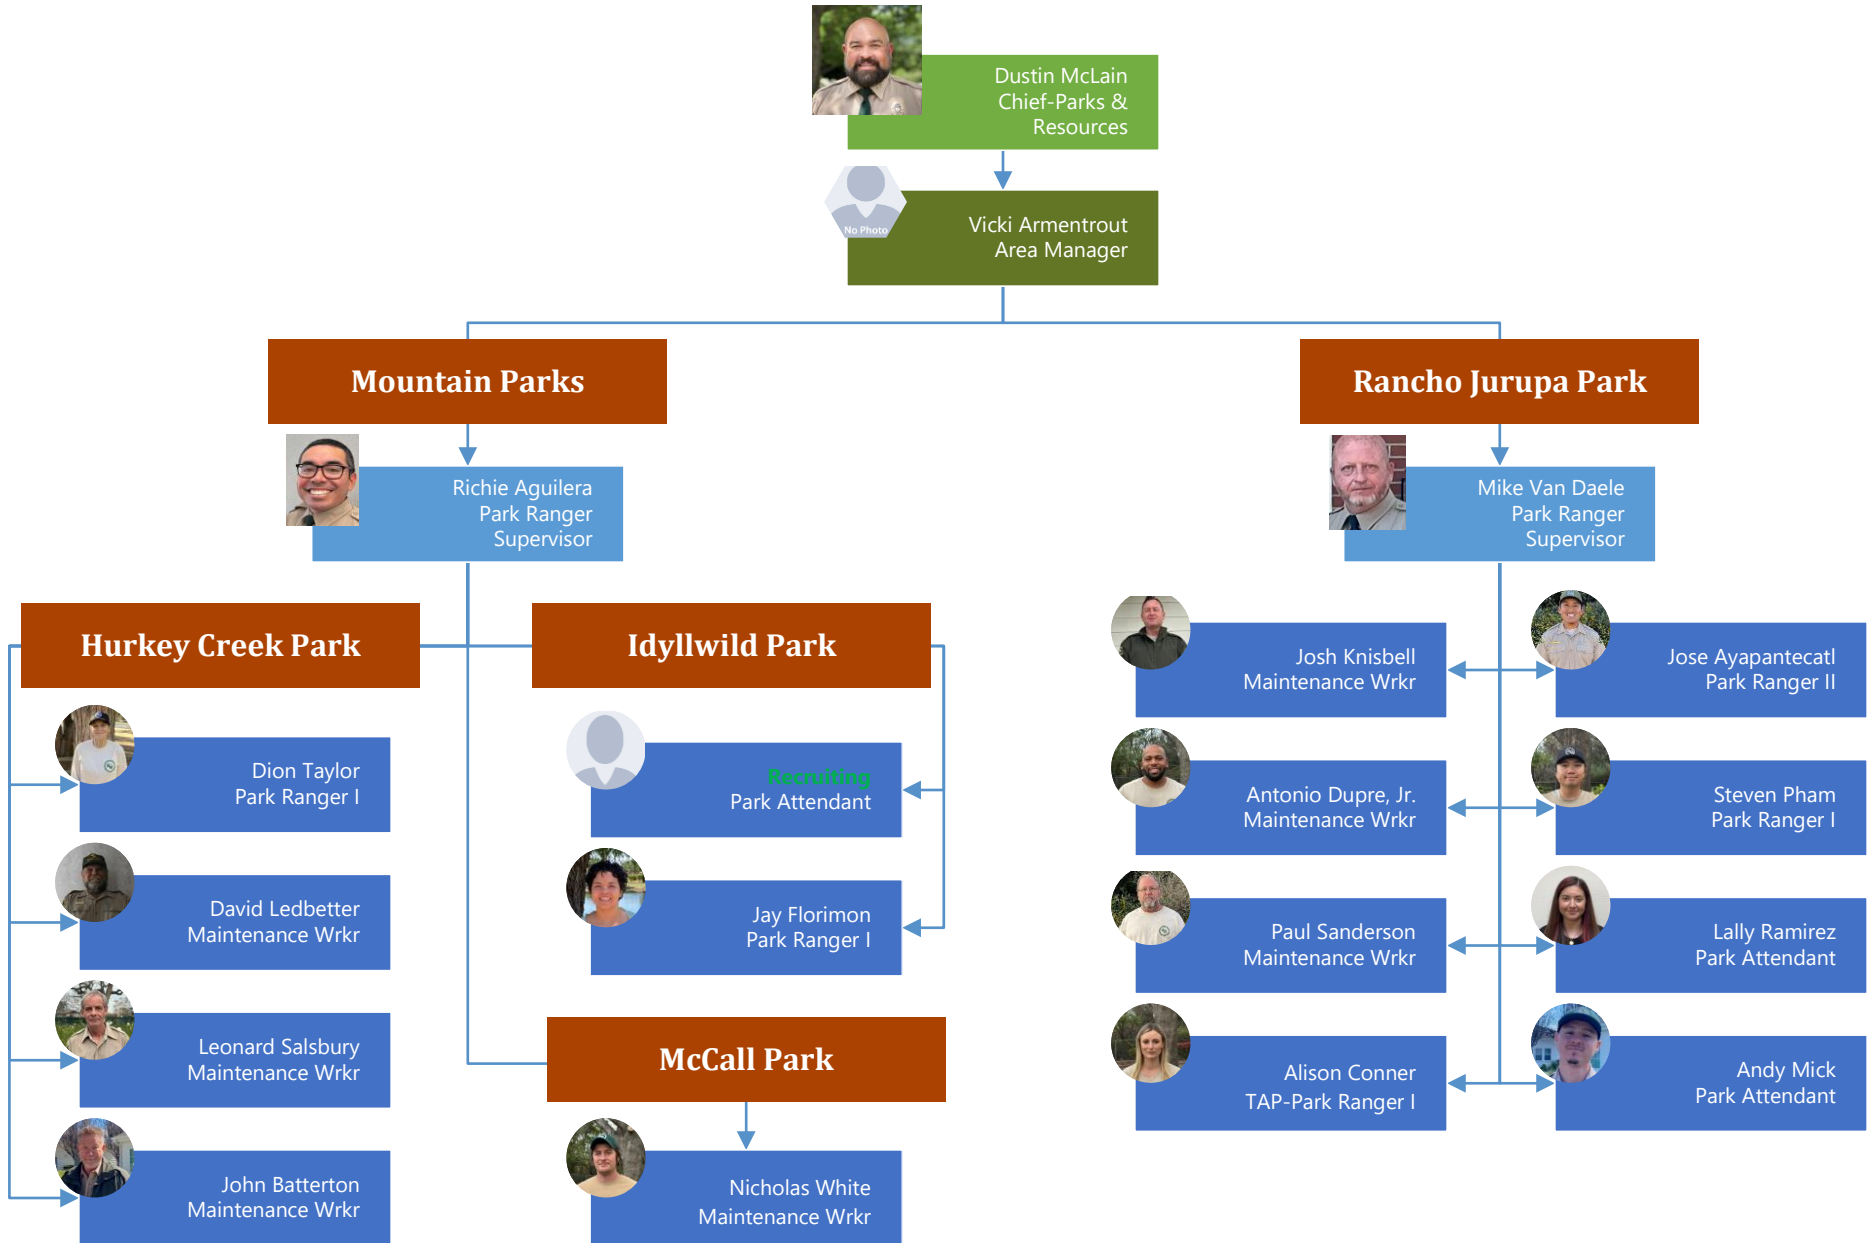 Dustin McLain
Chief-Parks &
Resources
No Photo
Vicki Armentrout
Area Manager
Mountain Parks
Rancho Jurupa Park
Richie Aguilera
Park Ranger
Supervisor
Mike Van Daele
Park Ranger
Supervisor
Hurkey Creek Park
Dion Taylor
Park Ranger I
David Ledbetter
Maintenance Wrkr
Leonard Salsbury
Maintenance Wrkr
John Batterton
Maintenance Wrkr
Idyllwild Park
Recruiting
Park Attendant
Jay Florimon
Park Ranger I
McCall Park
Nicholas White
Maintenance Wrkr
Josh Knisbell
Maintenance Wrkr
Antonio Dupre, Jr.
Maintenance Wrkr
Paul Sanderson
Maintenance Wrkr
Alison Conner
TAP-Park Ranger I
Jose Ayapantecatl
Park Ranger II
Steven Pham
Park Ranger I
Lally Ramirez
Park Attendant
Andy Mick
Park Attendant